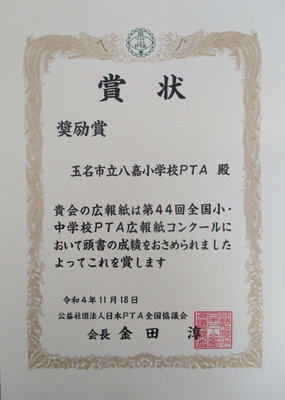 日
PTA
本
賞状
奨励賞
玉名市立八嘉小学校PTA 殿
貴会の広報紙は第44回全国小・
中学校PTA広報紙コンクールに
おいて頭書の成績をおさめられました
よってこれを賞します
令和4年11月18日
公益社団法人日本PTA全国協議会
会長 金田 淳